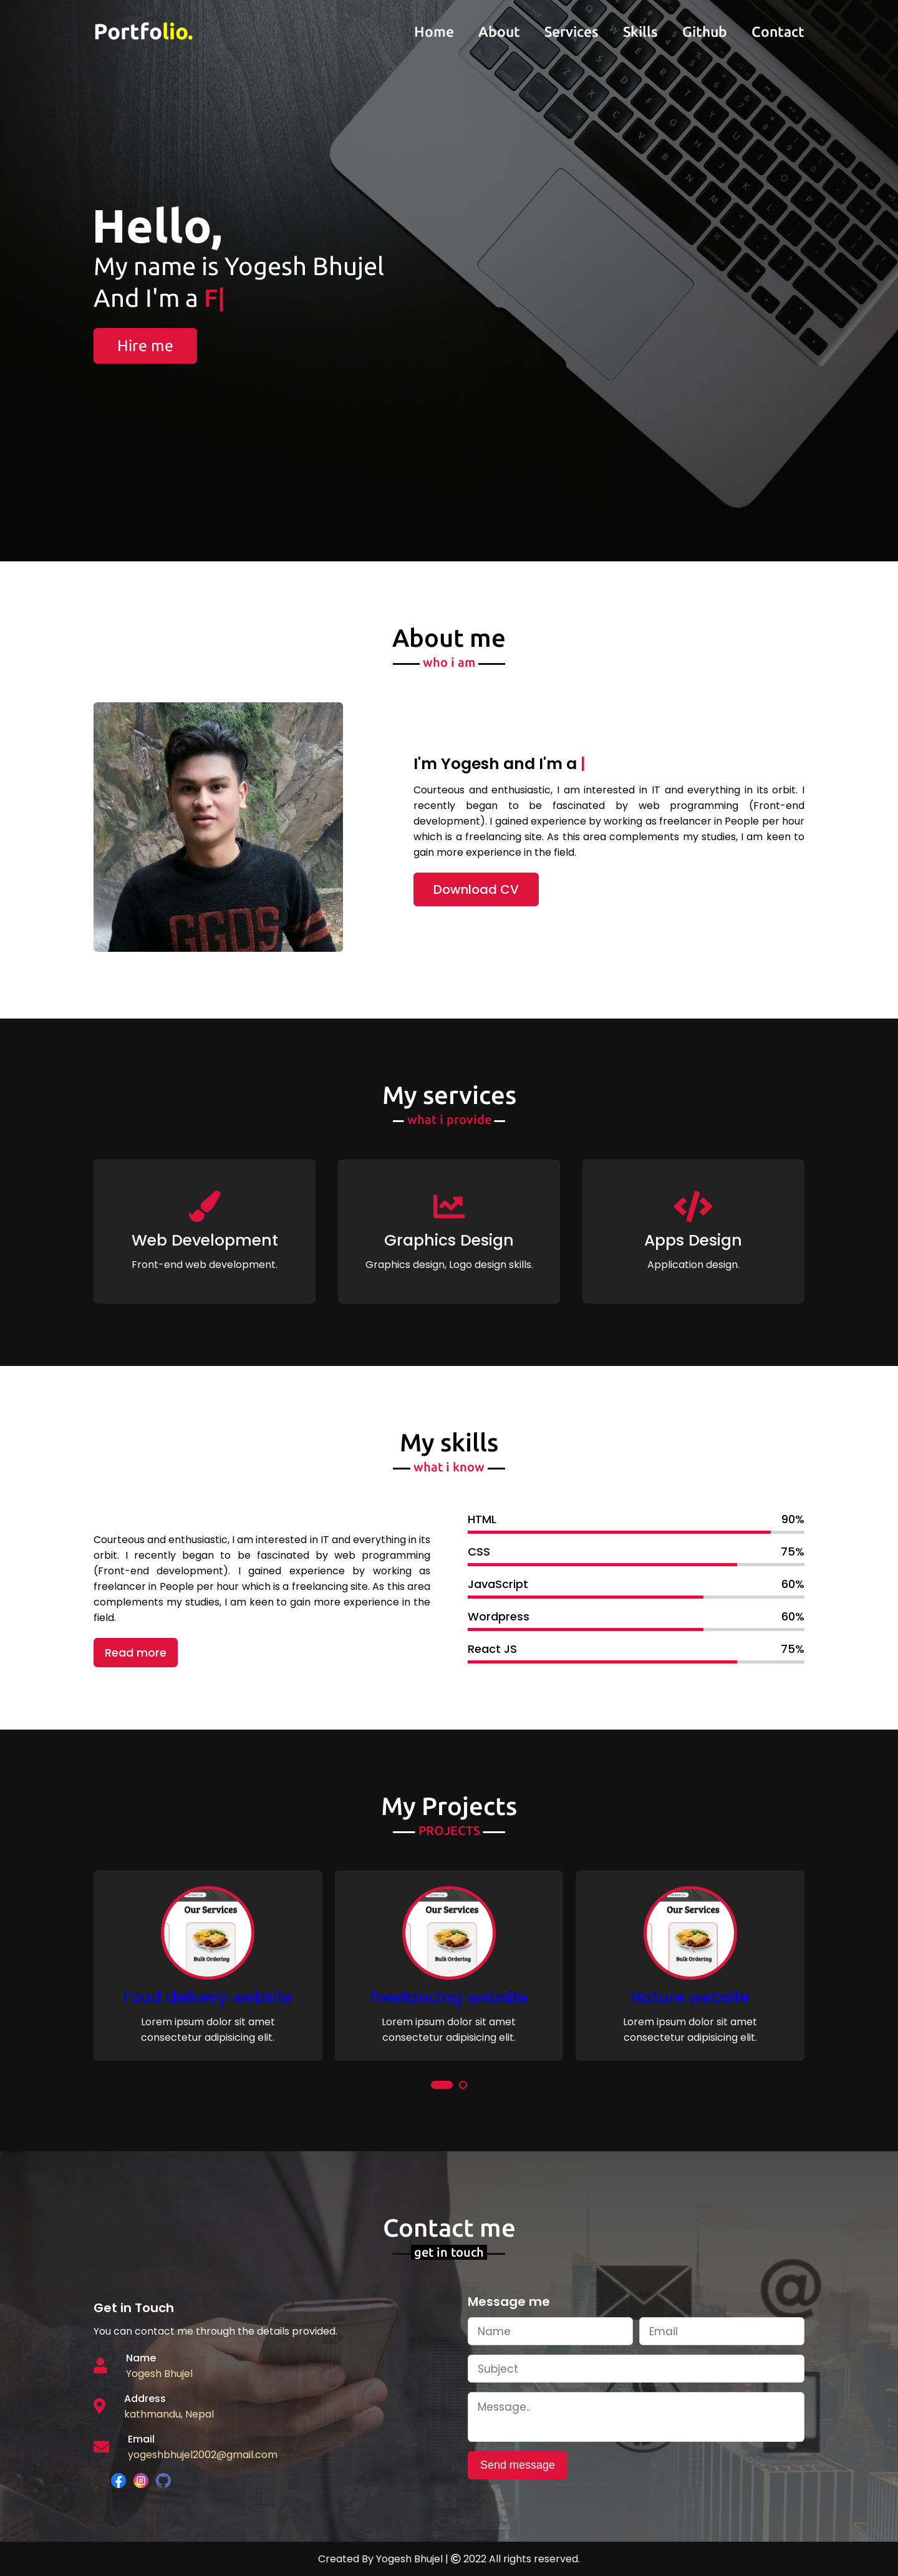 Portfolio.
Home About Services Skills Github Contact
Hello,
My name is Yogesh Bhujel
And I'm a F|
Hire me
About me
who i am
GGDS
I'm Yogesh and I'm a |
Courteous and enthusiastic, I am interested in IT and everything in its orbit. I
recently began to be fascinated by web programming (Front-end
development). I gained experience by working as freelancer in People per hour
which is a freelancing site. As this area complements my studies, I am keen to
gain more experience in the field.
Download CV
My services
what i provide
Web Development
Front-end web development.
Graphics Design
Graphics design, Logo design skills.
Apps Design
Application design.
My skills
what i know
Courteous and enthusiastic, I am interested in IT and everything in its
orbit. I recently began to be fascinated by web programming
(Front-end development). I gained experience by working as
freelancer in People per hour which is a freelancing site. As this area
complements my studies, I am keen to gain more experience in the
field.
Read more
HTML 90%
CSS 75%
JavaScript 60%
Wordpress 60%
React JS 75%
My Projects
PROJECTS
Our Services
Bulk Ordering
Food delivery website
Lorem ipsum dolor sit amet
consectetur adipisicing elit.
Our Services
Bulk Ordering
Freelancing website
Lorem ipsum dolor sit amet
consectetur adipisicing elit.
Our Services
Bulk Ordering
Nature website
Lorem ipsum dolor sit amet
consectetur adipisicing elit.
Contact me
get in touch
Get in Touch
You can contact me through the details provided.
Name
Yogesh Bhujel
Address
kathmandu, Nepal
Email
yogeshbhujel2002@gmail.com
Message me
Name
Email
Subject
Message..
Send message
Created By Yogesh Bhujel | © 2022 All rights reserved.